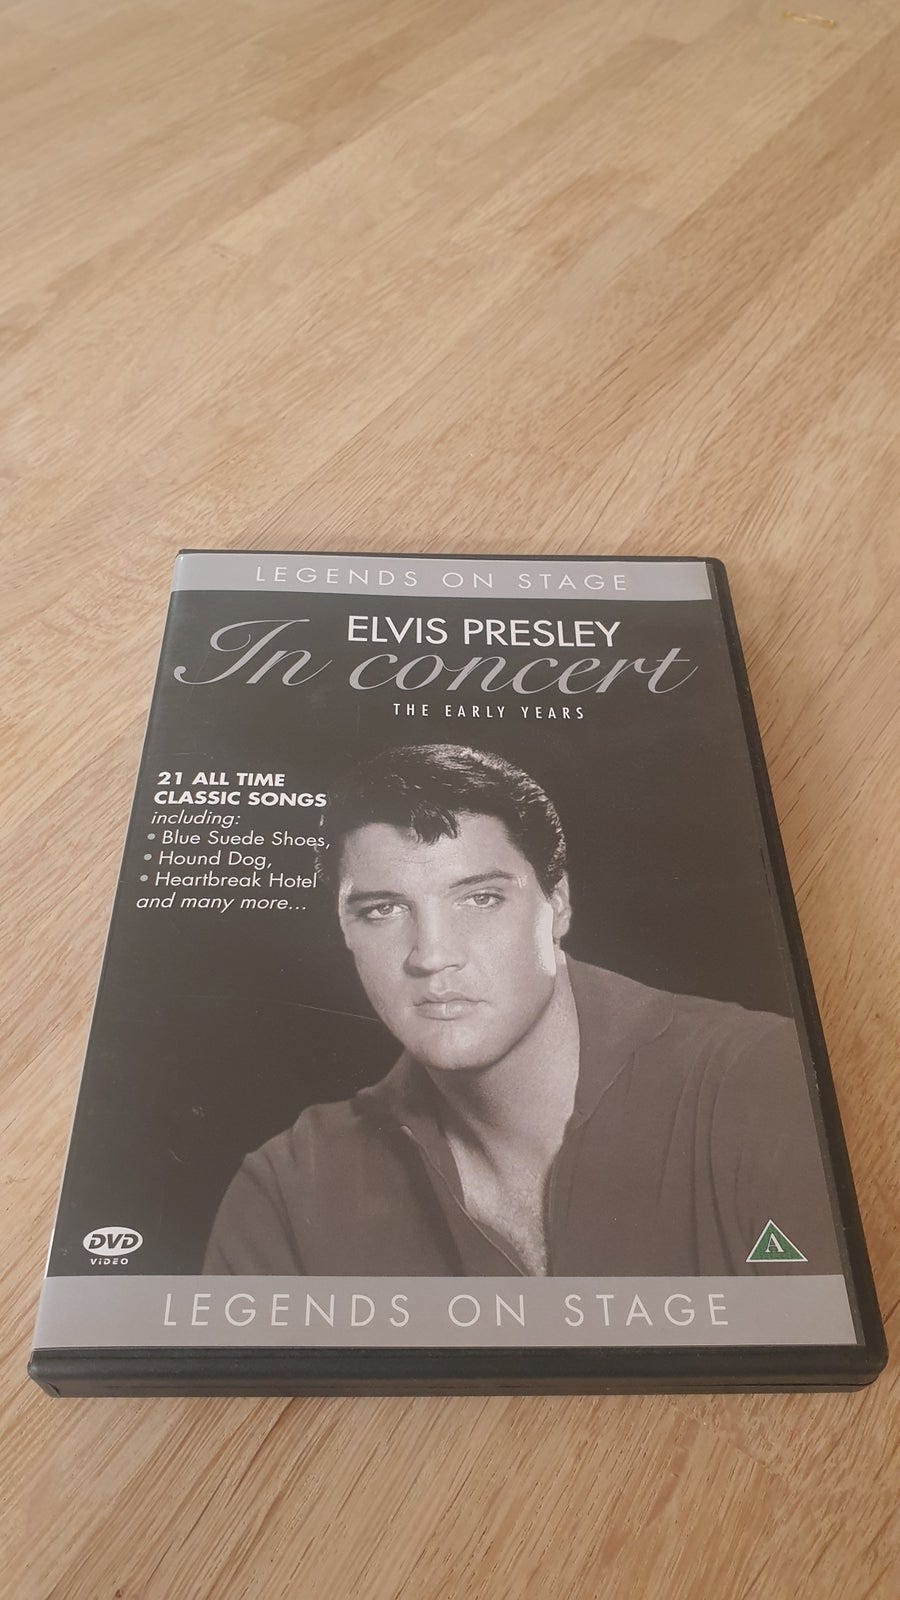 LEGENDS ON STAGE
ELVIS PRESLEY
In concert
THE EARLY YEARS
21 ALL TIME
CLASSIC SONGS
including:
• Blue Suede Shoes,
• Hound Dog,
• Heartbreak Hotel
and many more...
DVD
VIDEO
A
LEGENDS ON STAGE